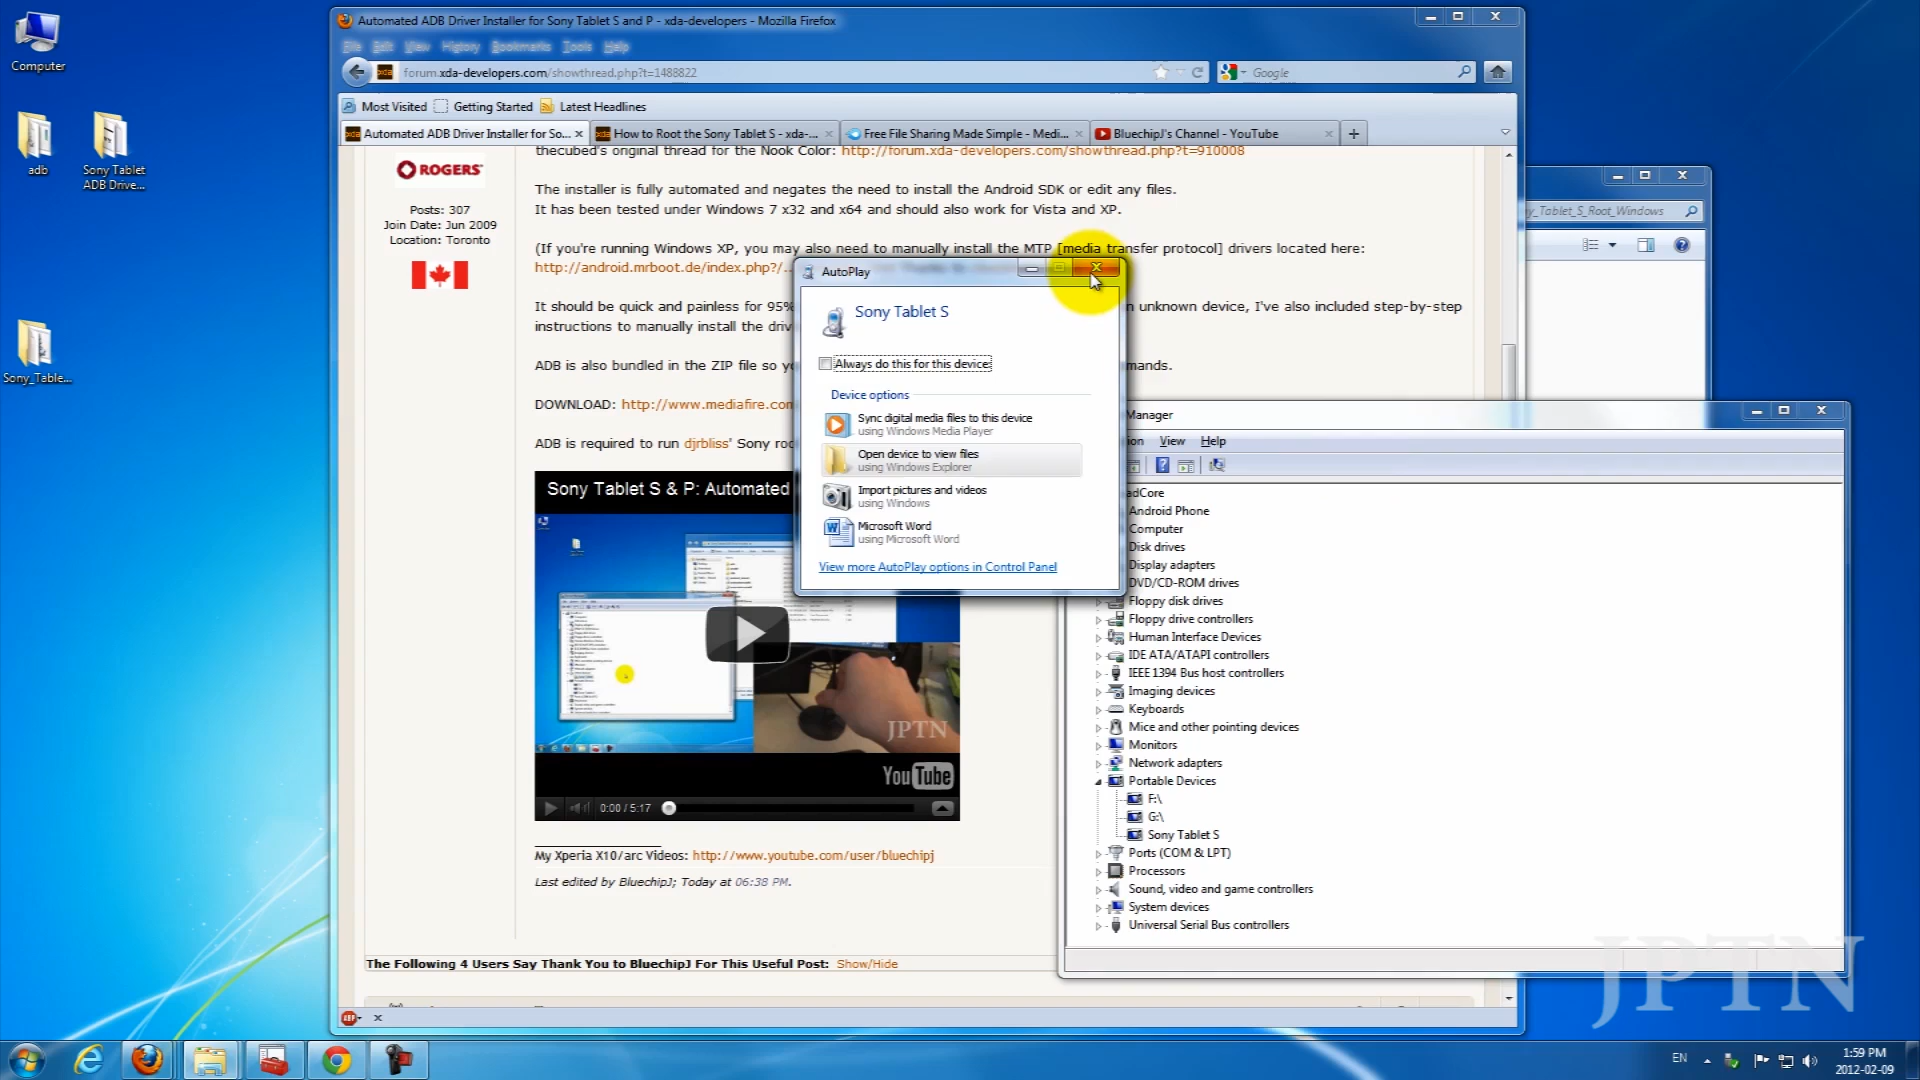 Computer
adb
Sony Tablet
ADB Drive...
Sony_Table...
Automated ADB Driver Installer for Sony Tablet S and P - xda-developers - Mozilla Firefox
File Edit View History Bookmarks Tools Help
xda
forum.xda-developers.com/showthread.php?t=1488822
Google
Most Visited Getting Started Latest Headlines
Automated ADB Driver Installer for So...
How to Root the Sony Tablet S - xda-...
Free File Sharing Made Simple - Medi...
BluechipJ's Channel - YouTube
ROGERS
Posts: 307
Join Date: Jun 2009
Location: Toronto
thecubed's original thread for the Nook Color: http://forum.xda-developers.com/showthread.php?t=910008
The installer is fully automated and negates the need to install the Android SDK or edit any files.
It has been tested under Windows 7 x32 and x64 and should also work for Vista and XP.
(If you're running Windows XP, you may also need to manually install the MTP [media transfer protocol] drivers located here:
http://android.mrboot.de/index.php?/...
It should be quick and painless for 95%
n unknown device, I've also included step-by-step
instructions to manually install the driv
ADB is also bundled in the ZIP file so yo
mands.
DOWNLOAD: http://www.mediafire.com
ADB is required to run djrbliss' Sony roo
Sony Tablet S & P: Automated
JPTN
YouTube
0:00 / 5:17
My Xperia X10/arc Videos: http://www.youtube.com/user/bluechipj
Last edited by BluechipJ; Today at 06:38 PM.
The Following 4 Users Say Thank You to BluechipJ For This Useful Post: Show/Hide
ABP
AutoPlay
Sony Tablet S
Always do this for this device:
Device options
Sync digital media files to this device
using Windows Media Player
Open device to view files
using Windows Explorer
Import pictures and videos
using Windows
Microsoft Word
using Microsoft Word
View more AutoPlay options in Control Panel
y_Tablet_S_Root_Windows
Manager
ion View Help
adCore
Android Phone
Computer
Disk drives
Display adapters
DVD/CD-ROM drives
Floppy disk drives
Floppy drive controllers
Human Interface Devices
IDE ATA/ATAPI controllers
IEEE 1394 Bus host controllers
Imaging devices
Keyboards
Mice and other pointing devices
Monitors
Network adapters
Portable Devices
F:\
G:\
Sony Tablet S
Ports (COM & LPT)
Processors
Sound, video and game controllers
System devices
Universal Serial Bus controllers
JPTN
EN
1:59 PM
2012-02-09